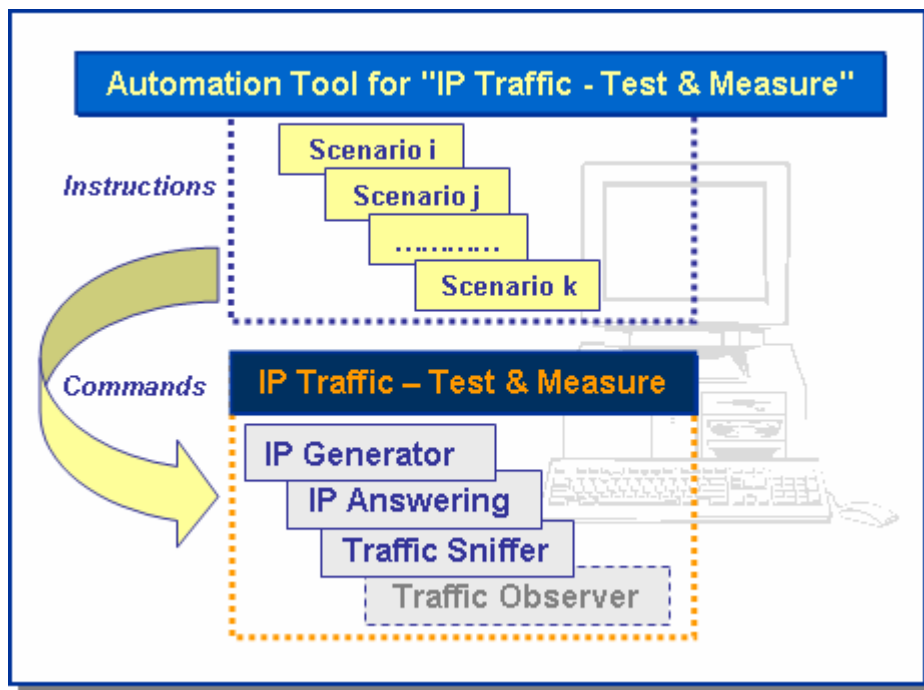 Automation Tool for "IP Traffic - Test & Measure"
Scenario i
Instructions
Scenario j
............
Scenario k
Commands
IP Traffic – Test & Measure
IP Generator
IP Answering
Traffic Sniffer
Traffic Observer